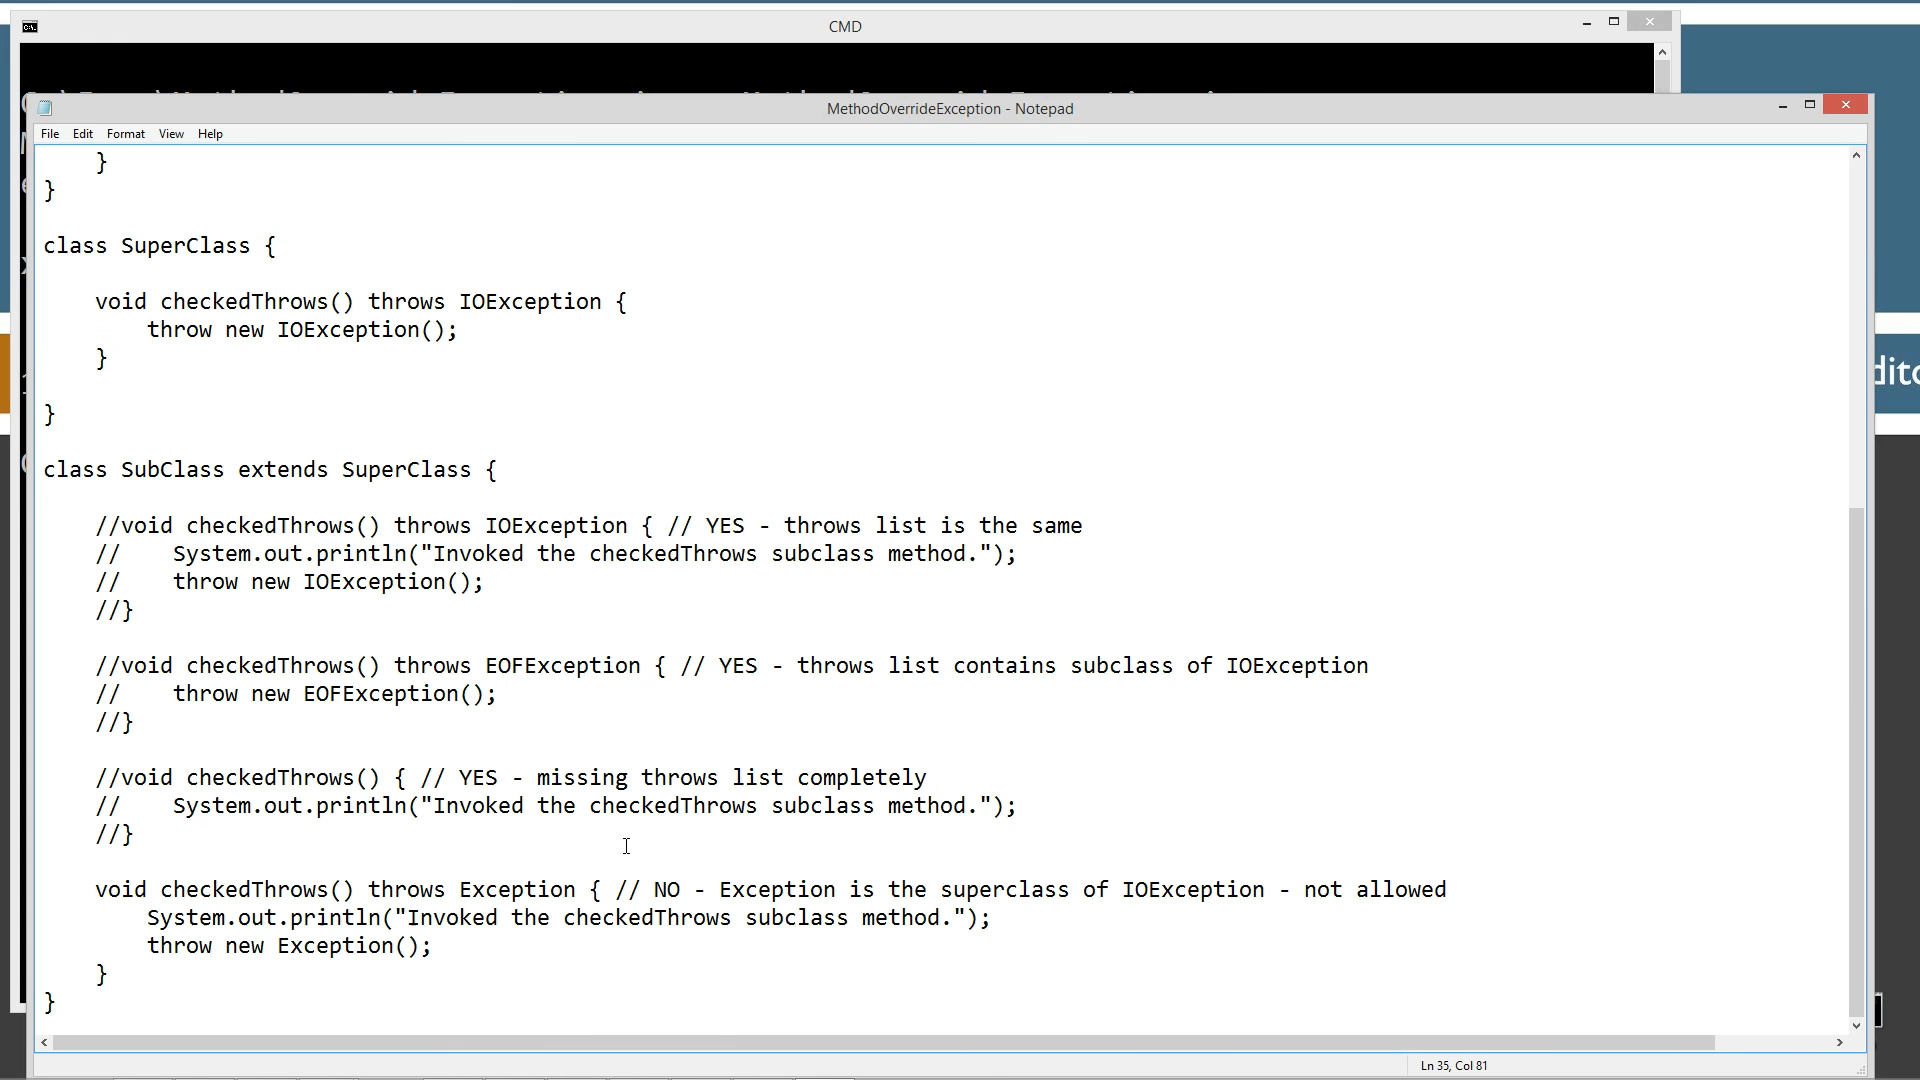 CMD
MethodOverrideException - Notepad
File Edit Format View Help
    }
}
class SuperClass {
    void checkedThrows() throws IOException {
        throw new IOException();
    }
}
class SubClass extends SuperClass {
    //void checkedThrows() throws IOException { // YES - throws list is the same
    //    System.out.println("Invoked the checkedThrows subclass method.");
    //    throw new IOException();
    //}
    //void checkedThrows() throws EOFException { // YES - throws list contains subclass of IOException
    //    throw new EOFException();
    //}
    //void checkedThrows() { // YES - missing throws list completely
    //    System.out.println("Invoked the checkedThrows subclass method.");
    //}
    void checkedThrows() throws Exception { // NO - Exception is the superclass of IOException - not allowed
        System.out.println("Invoked the checkedThrows subclass method.");
        throw new Exception();
    }
}
Ln 35, Col 81